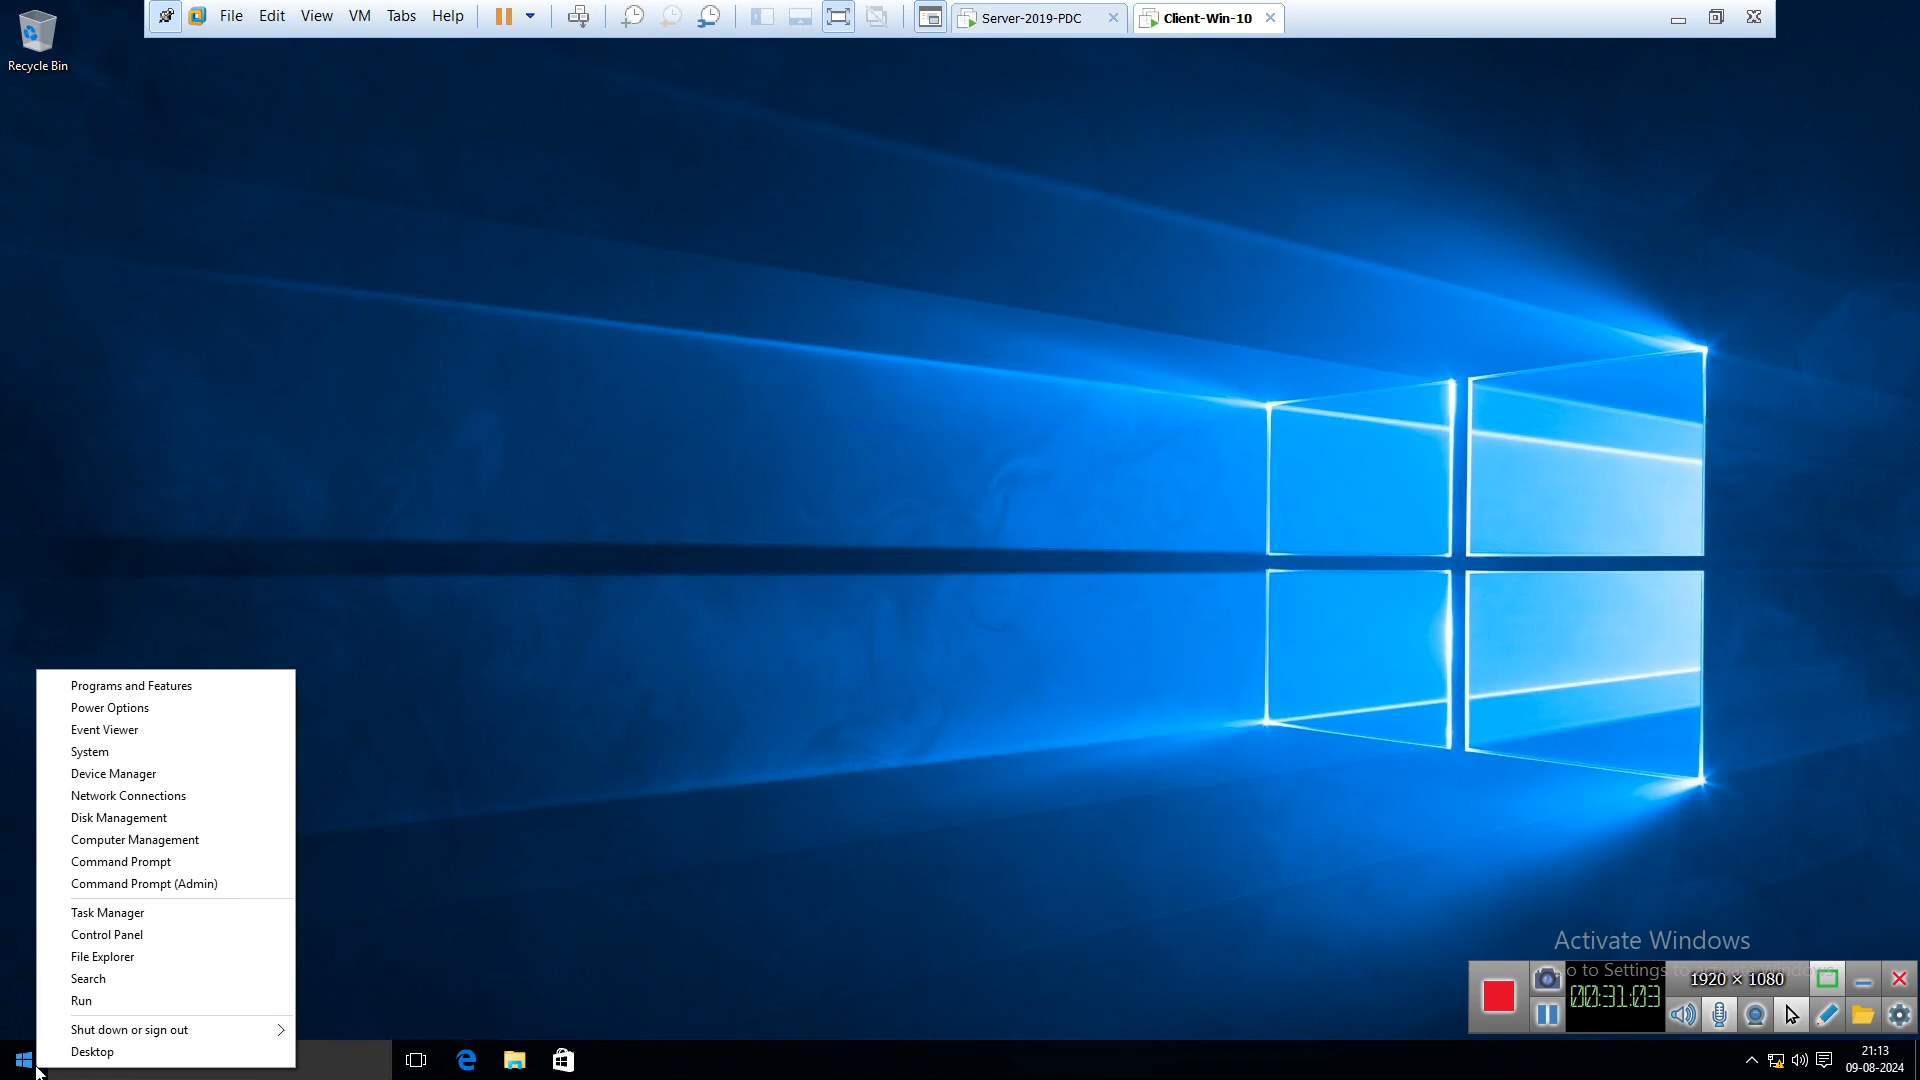 File Edit View VM Tabs Help Server-2019-PDC Client-Win-10
Recycle Bin
Programs and Features
Power Options
Event Viewer
System
Device Manager
Network Connections
Disk Management
Computer Management
Command Prompt
Command Prompt (Admin)
Task Manager
Control Panel
File Explorer
Search
Run
Shut down or sign out
Desktop
Activate Windows
o to Settings to activate Windows.
1920 × 1080
00:31:03
21:13
09-08-2024